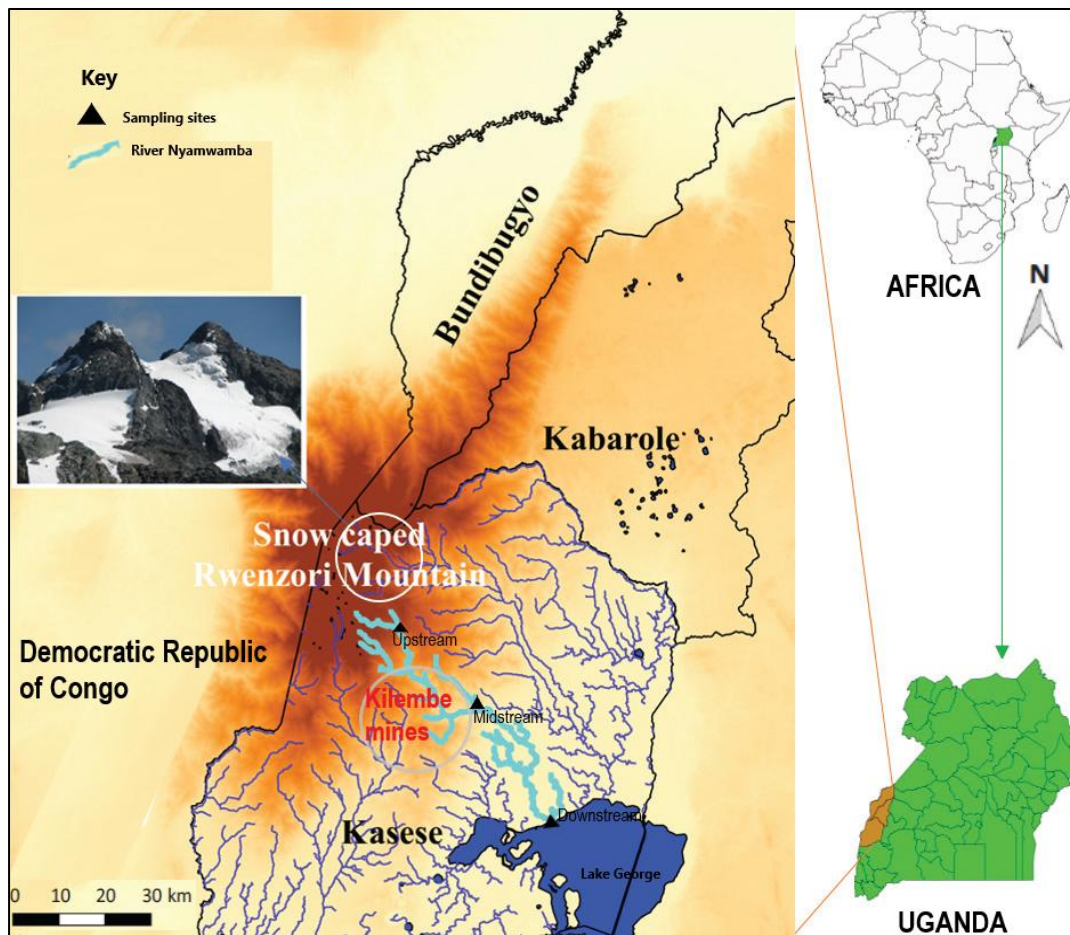 Key
Sampling sites
River Nyamwamba
Bundibugyo
Kabarole
Snow caped
Rwenzori Mountain
Upstream
Democratic Republic
of Congo
Kilembe
mines
Midstream
Downstream
Kasese
Lake George
0 10 20 30 km
AFRICA
N
UGANDA